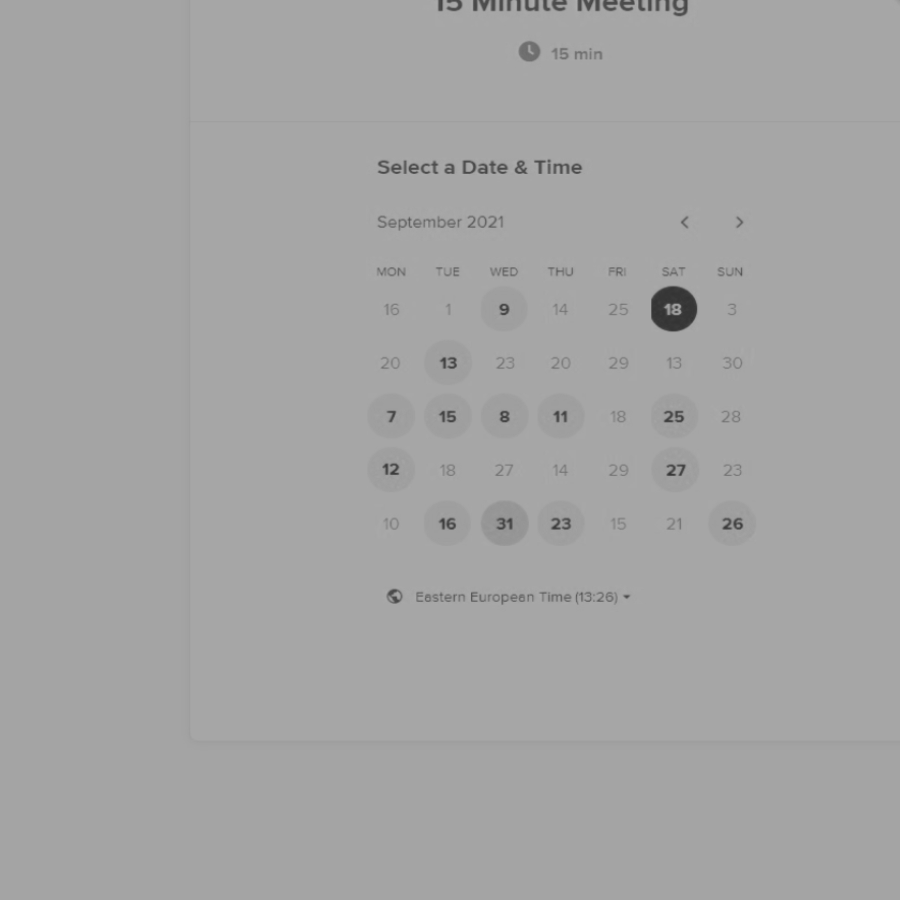 15 Minute Meeting
15 min
Select a Date & Time
September 2021
MON TUE WED THU FRI SAT SUN
16 1 9 14 25 18 3
20 13 23 20 29 13 30
7 15 8 11 18 25 28
12 18 27 14 29 27 23
10 16 31 23 15 21 26
Eastern European Time (13:26)